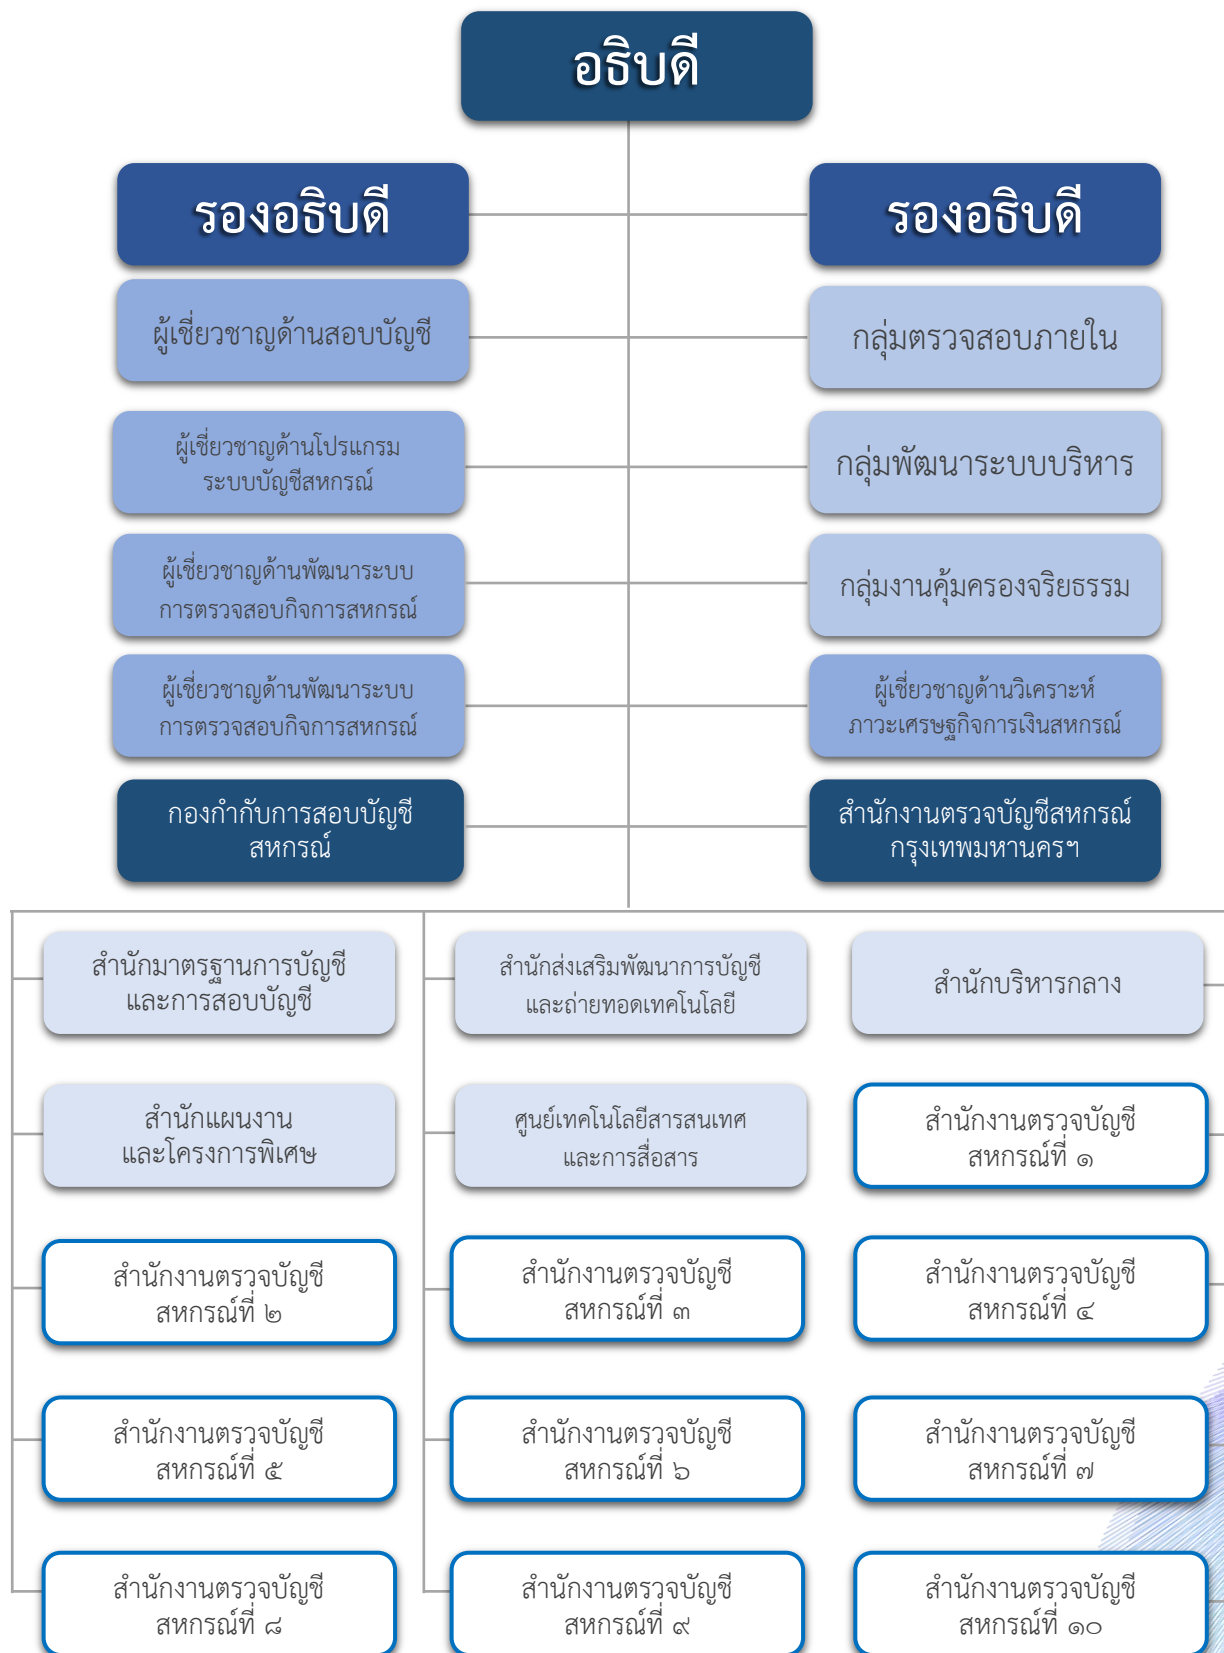 อธิบดี
รองอธิบดี
รองอธิบดี
ผู้เชี่ยวชาญด้านสอบบัญชี
กลุ่มตรวจสอบภายใน
ผู้เชี่ยวชาญด้านโปรแกรม
ระบบบัญชีสหกรณ์
กลุ่มพัฒนาระบบบริหาร
ผู้เชี่ยวชาญด้านพัฒนาระบบ
การตรวจสอบกิจการสหกรณ์
กลุ่มงานคุ้มครองจริยธรรม
ผู้เชี่ยวชาญด้านพัฒนาระบบ
การตรวจสอบกิจการสหกรณ์
ผู้เชี่ยวชาญด้านวิเคราะห์
ภาวะเศรษฐกิจการเงินสหกรณ์
กองกำกับการสอบบัญชี
สหกรณ์
สำนักงานตรวจบัญชีสหกรณ์
กรุงเทพมหานครฯ
สำนักมาตรฐานการบัญชี
และการสอบบัญชี
สำนักส่งเสริมพัฒนาการบัญชี
และถ่ายทอดเทคโนโลยี
สำนักบริหารกลาง
สำนักแผนงาน
และโครงการพิเศษ
ศูนย์เทคโนโลยีสารสนเทศ
และการสื่อสาร
สำนักงานตรวจบัญชี
สหกรณ์ที่ ๑
สำนักงานตรวจบัญชี
สหกรณ์ที่ ๒
สำนักงานตรวจบัญชี
สหกรณ์ที่ ๓
สำนักงานตรวจบัญชี
สหกรณ์ที่ ๔
สำนักงานตรวจบัญชี
สหกรณ์ที่ ๕
สำนักงานตรวจบัญชี
สหกรณ์ที่ ๖
สำนักงานตรวจบัญชี
สหกรณ์ที่ ๗
สำนักงานตรวจบัญชี
สหกรณ์ที่ ๘
สำนักงานตรวจบัญชี
สหกรณ์ที่ ๙
สำนักงานตรวจบัญชี
สหกรณ์ที่ ๑๐